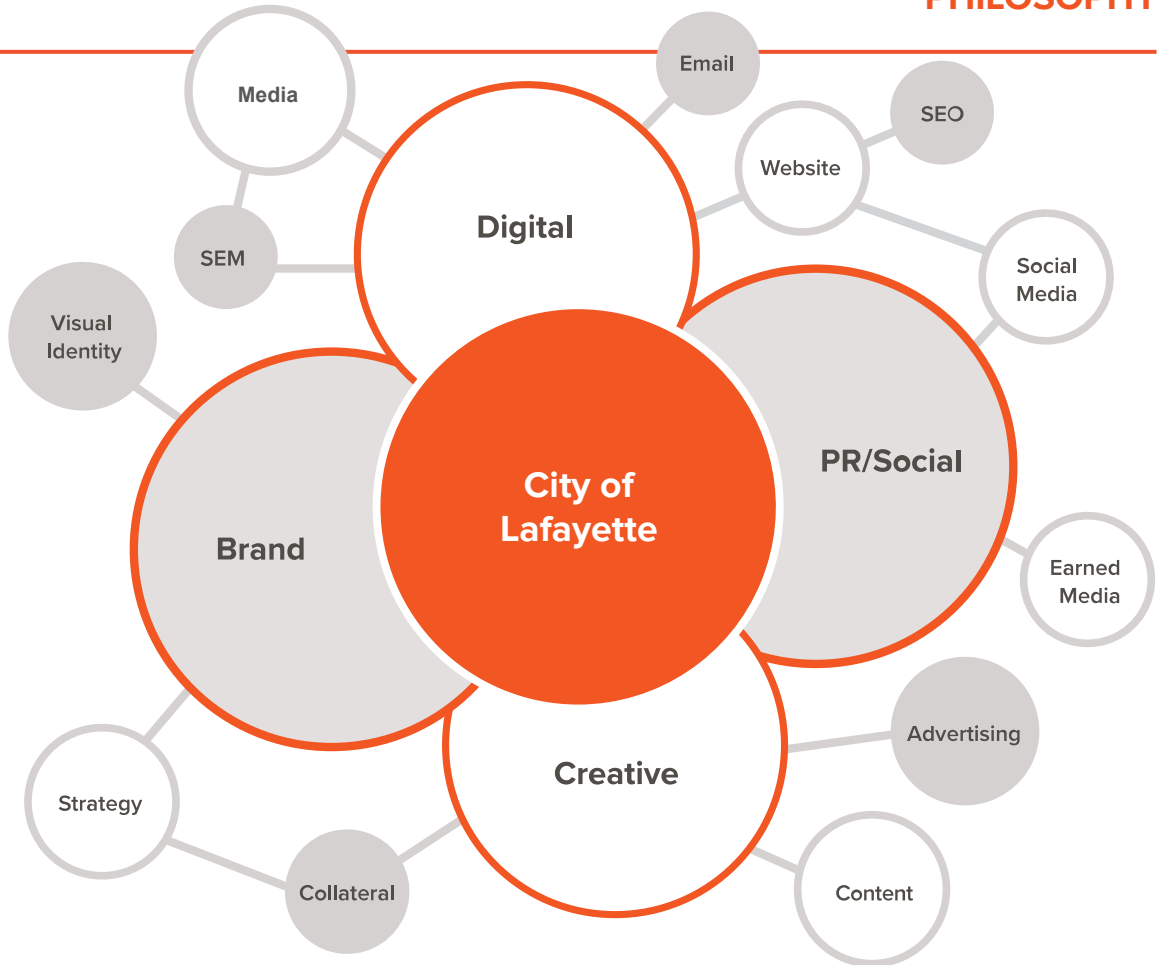 PHILOSOPHY
Email
Media
SEO
Website
Digital
SEM
Social
Media
Visual
Identity
PR/Social
City of
Lafayette
Brand
Earned
Media
Advertising
Creative
Strategy
Collateral
Content